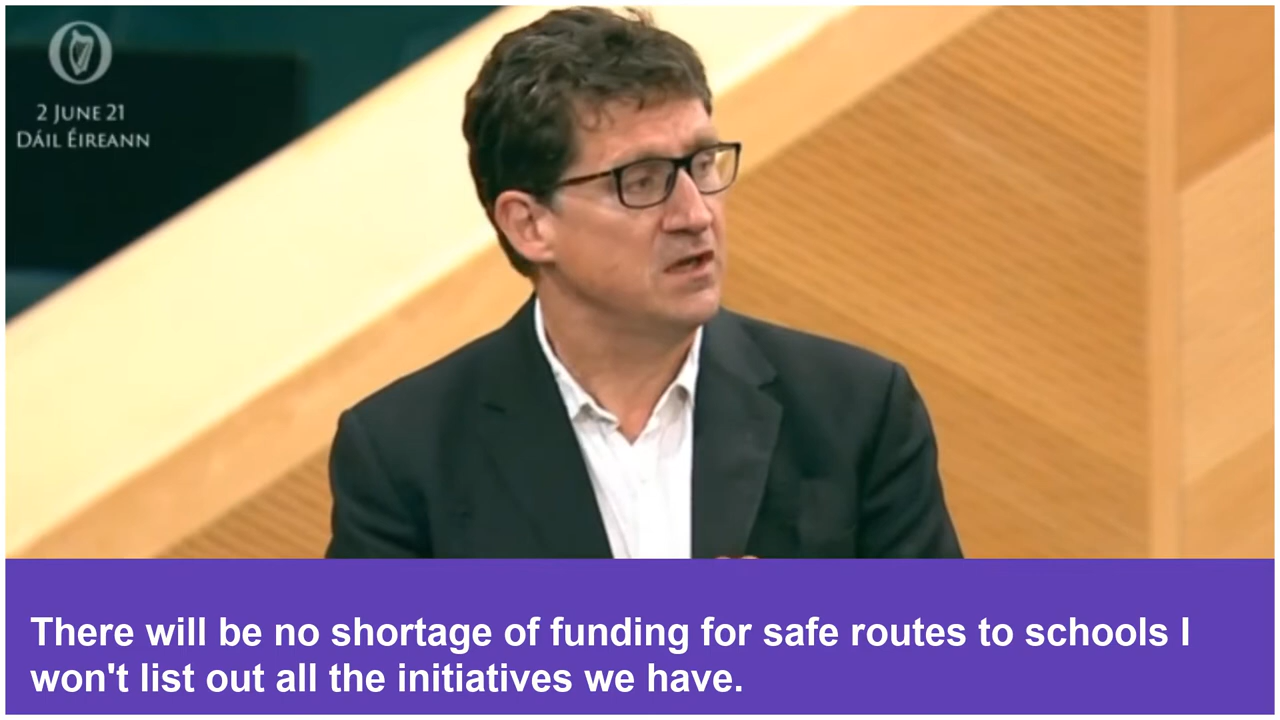 2 JUNE 21
DÁIL ÉIREANN
There will be no shortage of funding for safe routes to schools I
won't list out all the initiatives we have.